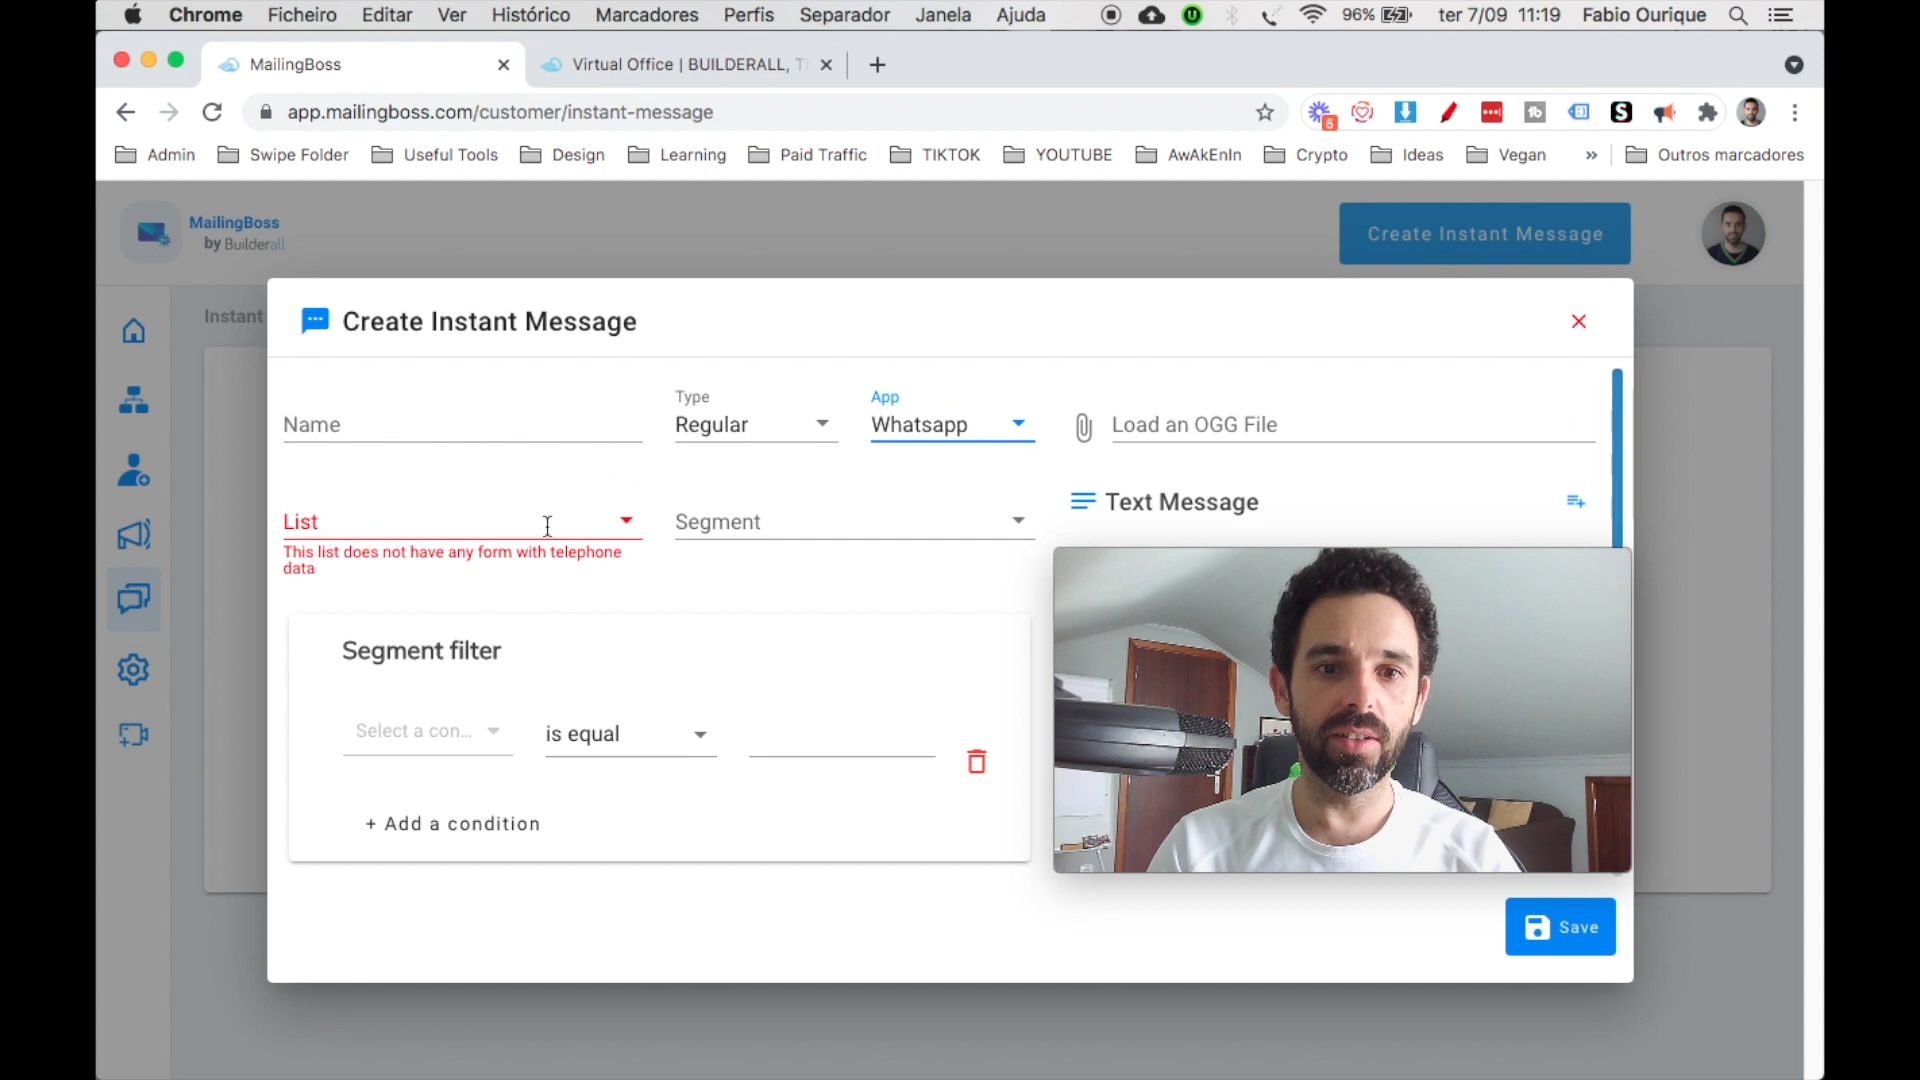 Chrome Ficheiro Editar Ver Histórico Marcadores Perfis Separador Janela Ajuda 96% ter 7/09 11:19 Fabio Ourique
MailingBoss
Virtual Office | BUILDERALL, T
app.mailingboss.com/customer/instant-message
5
Admin Swipe Folder Useful Tools Design Learning Paid Traffic TIKTOK YOUTUBE AwAkEnIn Crypto Ideas Vegan » Outros marcadores
MailingBoss
by Builderall
Create Instant Message
Instant
Create Instant Message
Name
Type
Regular
App
Whatsapp
Load an OGG File
List
This list does not have any form with telephone
data
Segment
Text Message
Segment filter
Select a con...
is equal
+ Add a condition
Save